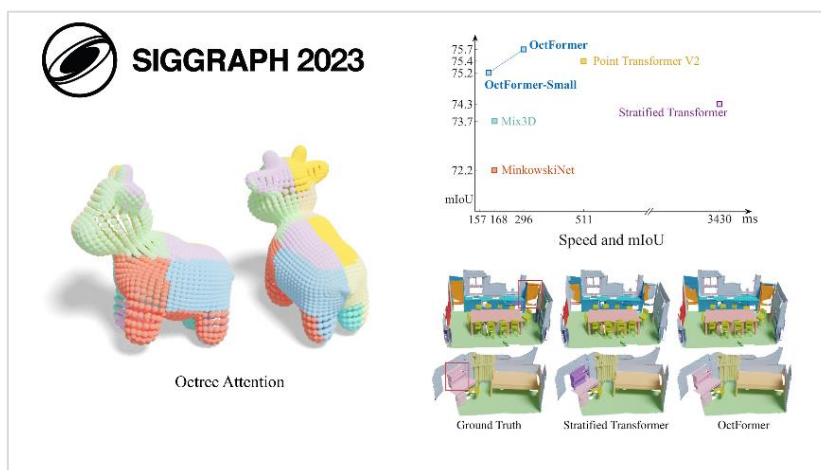 SIGGRAPH 2023
Octree Attention
75.7
75.4
75.2
74.3
73.7
72.2
mIoU
OctFormer
Point Transformer V2
OctFormer-Small
Stratified Transformer
Mix3D
MinkowskiNet
157 168 296 511 3430 ms
Speed and mIoU
Ground Truth Stratified Transformer OctFormer